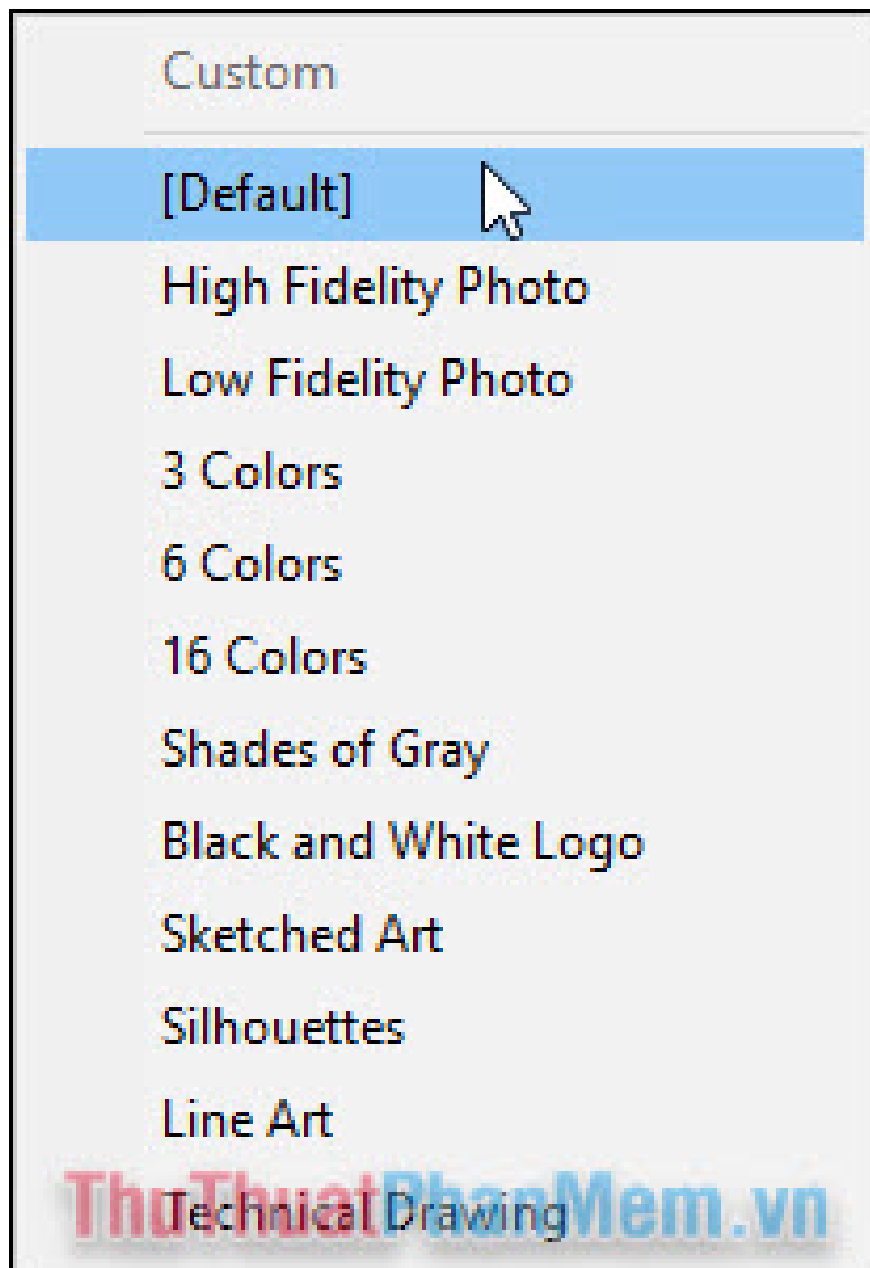 Custom
[Default]
High Fidelity Photo
Low Fidelity Photo
3 Colors
6 Colors
16 Colors
Shades of Gray
Black and White Logo
Sketched Art
Silhouettes
Line Art
Technical Drawing
ThuThuatPhanMem.vn